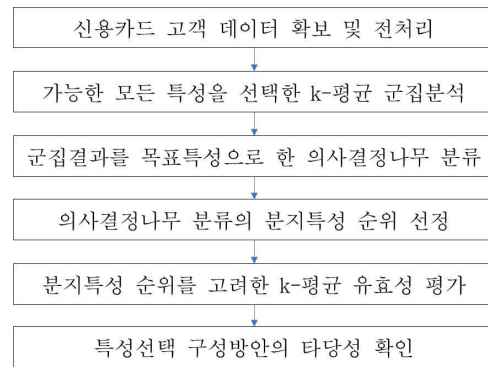 신용카드 고객 데이터 확보 및 전처리
가능한 모든 특성을 선택한 k-평균 군집분석
군집결과를 목표특성으로 한 의사결정나무 분류
의사결정나무 분류의 분지특성 순위 선정
분지특성 순위를 고려한 k-평균 유효성 평가
특성선택 구성방안의 타당성 확인